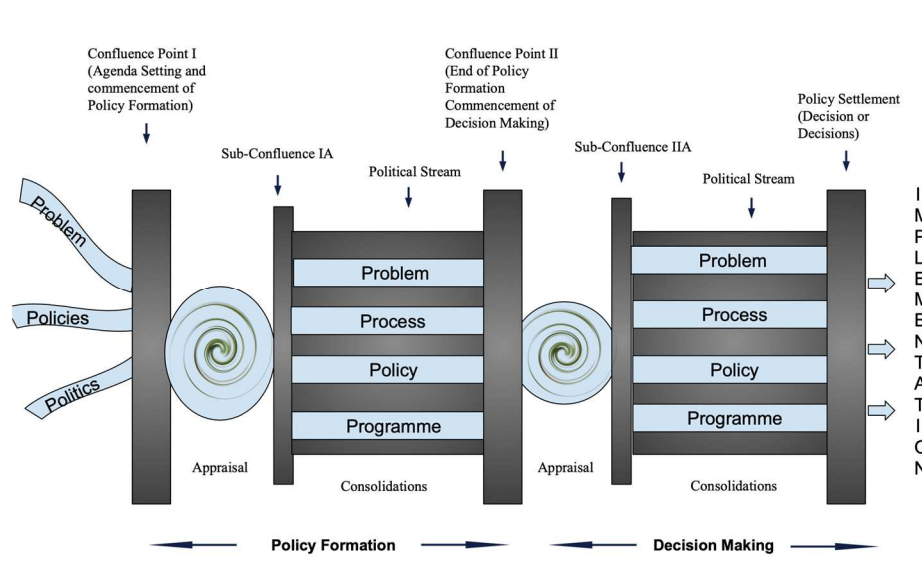 Confluence Point I
(Agenda Setting and
commencement of
Policy Formation)
Confluence Point II
(End of Policy
Formation
Commencement of
Decision Making)
Policy Settlement
(Decision or
Decisions)
Sub-Confluence IA
Political Stream
Sub-Confluence IIA
Political Stream
Problem
Policies
Politics
Problem
Process
Policy
Programme
Problem
Process
Policy
Programme
I
M
P
L
E
M
E
N
T
A
T
I
O
N
Appraisal
Consolidations
Appraisal
Consolidations
Policy Formation
Decision Making